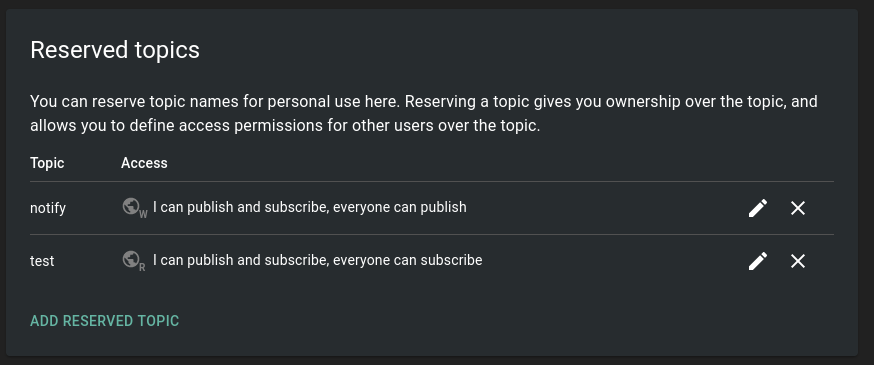 Reserved topics
You can reserve topic names for personal use here. Reserving a topic gives you ownership over the topic, and
allows you to define access permissions for other users over the topic.
Topic Access
notify W I can publish and subscribe, everyone can publish
test R I can publish and subscribe, everyone can subscribe
ADD RESERVED TOPIC